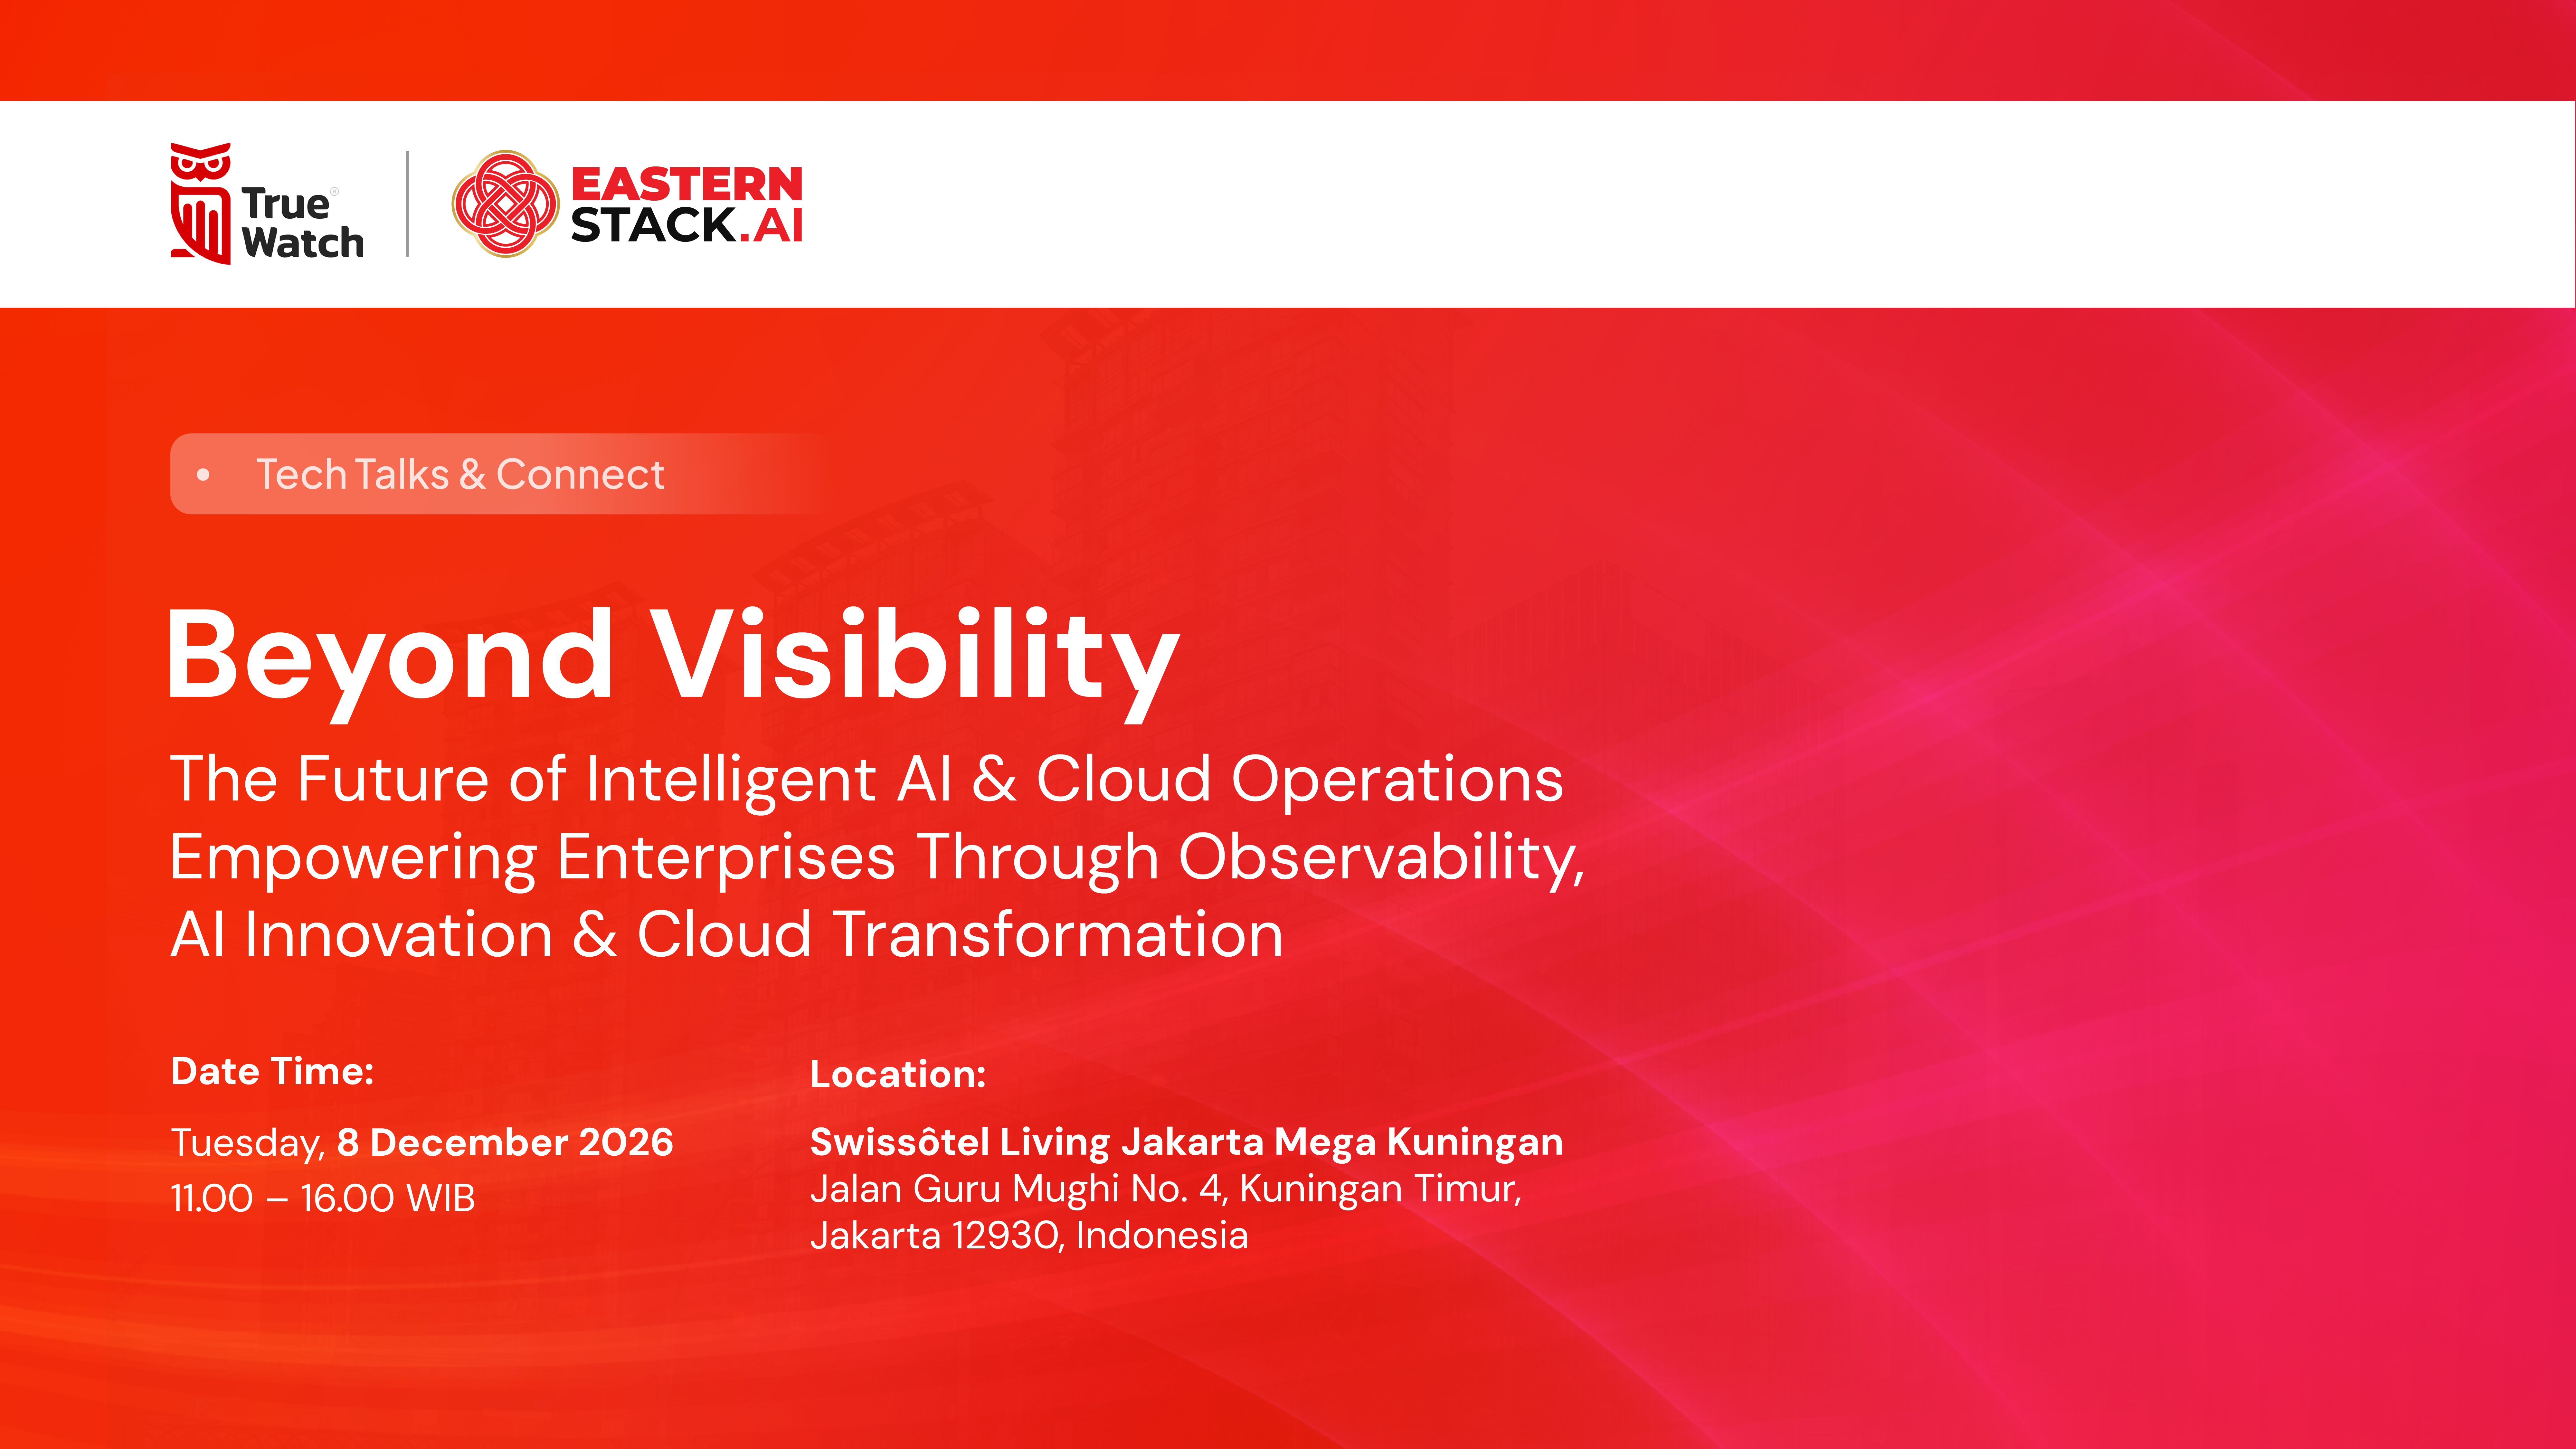 True®
Watch
EASTERN
STACK.AI
• Tech Talks & Connect
Beyond Visibility
The Future of Intelligent AI & Cloud Operations
Empowering Enterprises Through Observability,
AI Innovation & Cloud Transformation
Date Time:
Tuesday, 8 December 2026
11.00 – 16.00 WIB
Location:
Swissôtel Living Jakarta Mega Kuningan
Jalan Guru Mughi No. 4, Kuningan Timur,
Jakarta 12930, Indonesia